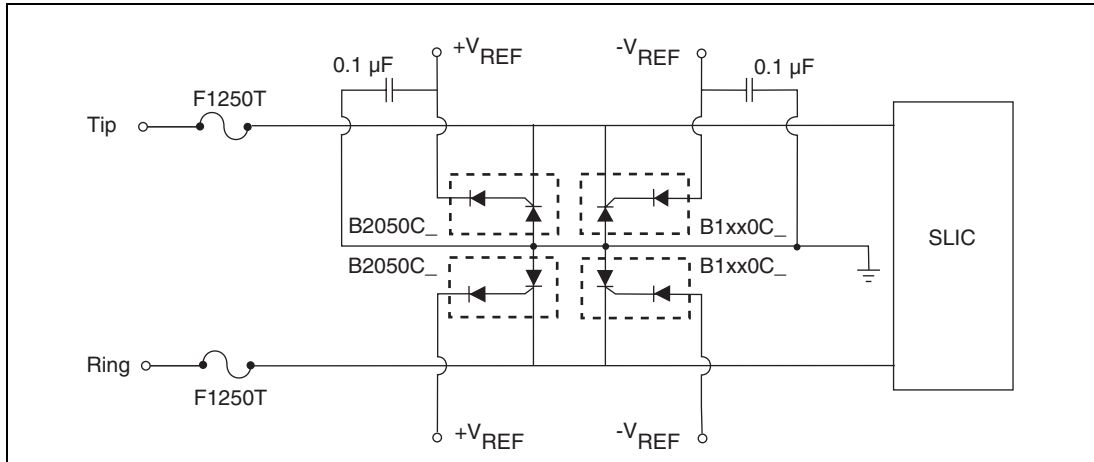 +VREF
-VREF
0.1 µF
0.1 µF
F1250T
Tip
B2050C_
B1xx0C_
SLIC
B2050C_
B1xx0C_
Ring
F1250T
+VREF
-VREF